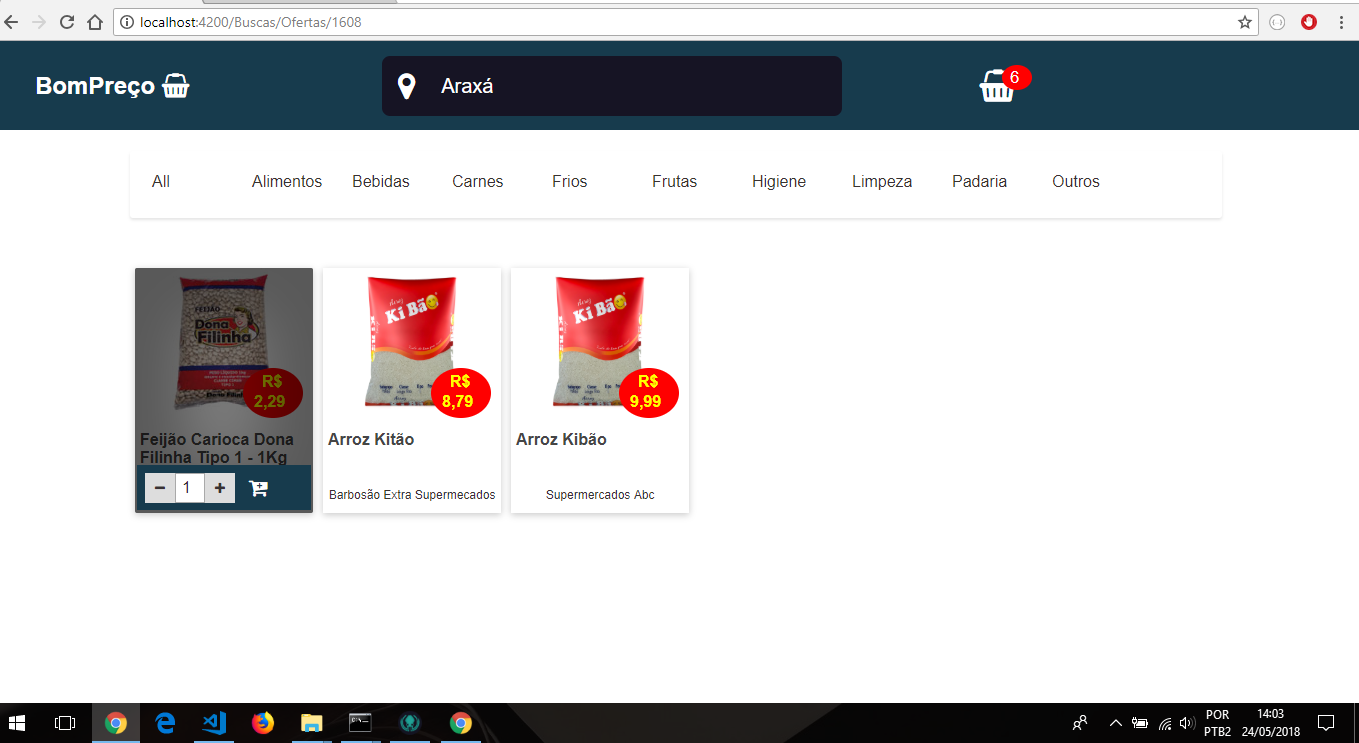 localhost:4200/Buscas/Ofertas/1608
BomPreço
Araxá
6
All Alimentos Bebidas Carnes Frios Frutas Higiene Limpeza Padaria Outros
FEIJÃO
Dona
Filinha
R$
2,29
Feijão Carioca Dona
Filinha Tipo 1 - 1Kg
1
Arroz
Ki Bão
R$
8,79
Arroz Kitão
Barbosão Extra Supermecados
Arroz
Ki Bão
R$
9,99
Arroz Kibão
Supermercados Abc
POR
PTB2
14:03
24/05/2018